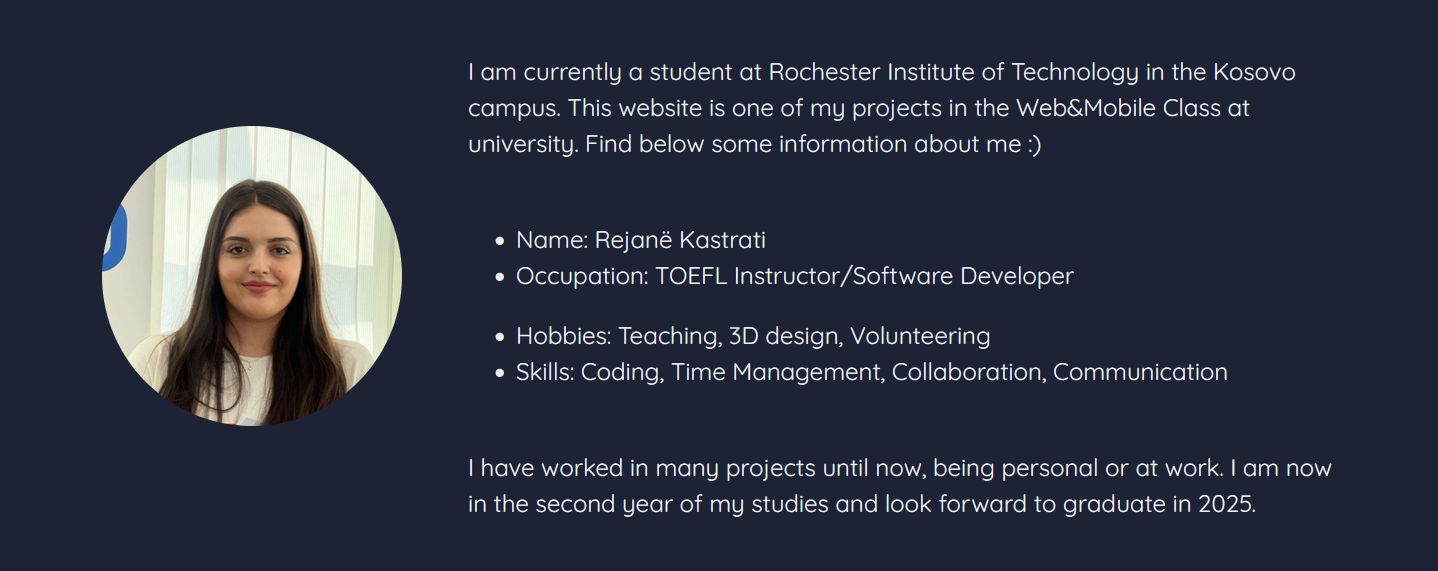 I am currently a student at Rochester Institute of Technology in the Kosovo
campus. This website is one of my projects in the Web&Mobile Class at
university. Find below some information about me :)
• Name: Rejanë Kastrati
• Occupation: TOEFL Instructor/Software Developer
• Hobbies: Teaching, 3D design, Volunteering
• Skills: Coding, Time Management, Collaboration, Communication
I have worked in many projects until now, being personal or at work. I am now
in the second year of my studies and look forward to graduate in 2025.